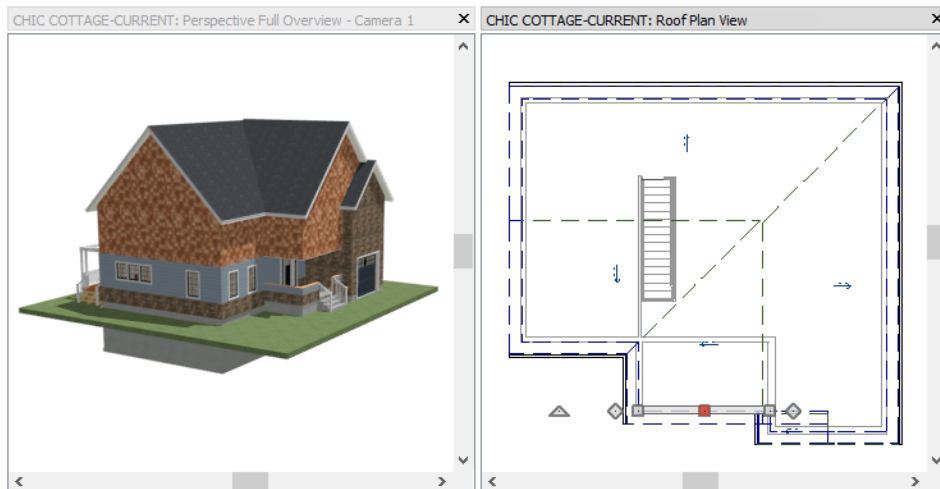 CHIC COTTAGE-CURRENT: Perspective Full Overview - Camera 1
CHIC COTTAGE-CURRENT: Roof Plan View